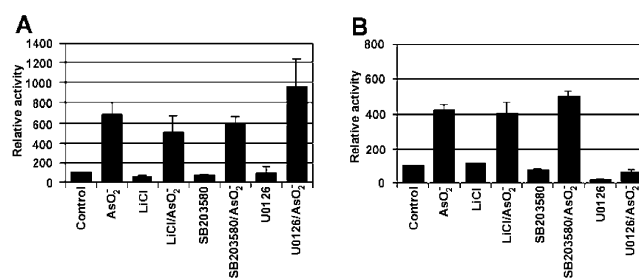 A
Relative activity
1400
1200
1000
800
600
400
200
0
Control
AsO₂⁻
LiCl
LiCl/AsO₂⁻
SB203580
SB203580/AsO₂⁻
U0126
U0126/AsO₂⁻
B
Relative activity
800
600
400
200
0
Control
AsO₂⁻
LiCl
LiCl/AsO₂⁻
SB203580
SB203580/AsO₂⁻
U0126
U0126/AsO₂⁻